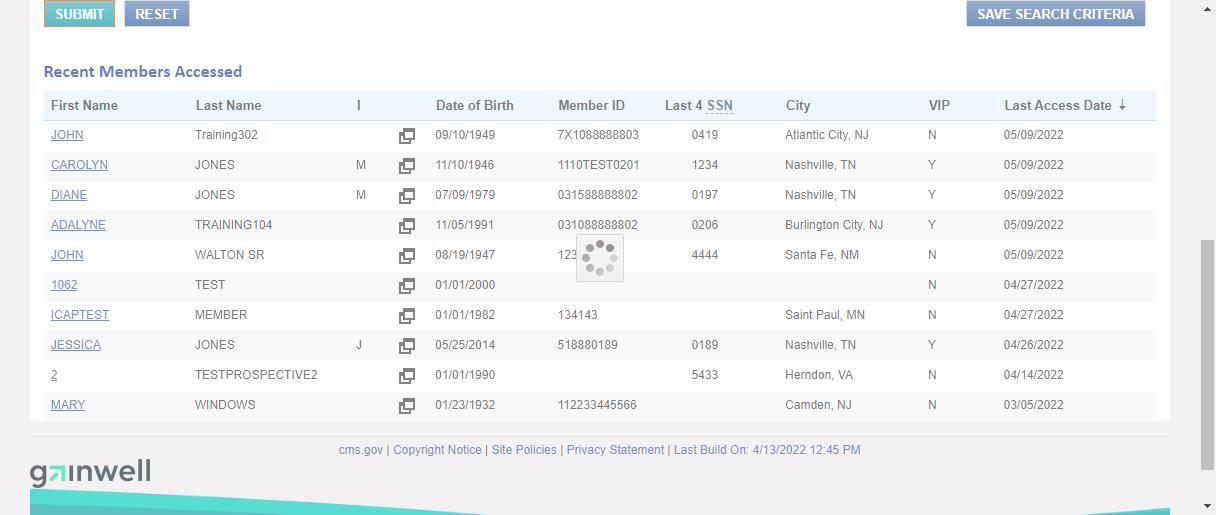 SUBMIT RESET SAVE SEARCH CRITERIA
Recent Members Accessed
First Name Last Name I Date of Birth Member ID Last 4 SSN City VIP Last Access Date ↓
JOHN Training302 09/10/1949 7X1088888803 0419 Atlantic City, NJ N 05/09/2022
CAROLYN JONES M 11/10/1946 1110TEST0201 1234 Nashville, TN Y 05/09/2022
DIANE JONES M 07/09/1979 031588888802 0197 Nashville, TN Y 05/09/2022
ADALYNE TRAINING104 11/05/1991 031088888802 0206 Burlington City, NJ Y 05/09/2022
JOHN WALTON SR 08/19/1947 123 4444 Santa Fe, NM N 05/09/2022
1062 TEST 01/01/2000 N 04/27/2022
ICAPTEST MEMBER 01/01/1982 134143 Saint Paul, MN N 04/27/2022
JESSICA JONES J 05/25/2014 518880189 0189 Nashville, TN Y 04/26/2022
2 TESTPROSPECTIVE2 01/01/1990 5433 Herndon, VA N 04/14/2022
MARY WINDOWS 01/23/1932 112233445566 Camden, NJ N 03/05/2022
cms.gov | Copyright Notice | Site Policies | Privacy Statement | Last Build On: 4/13/2022 12:45 PM
gainwell